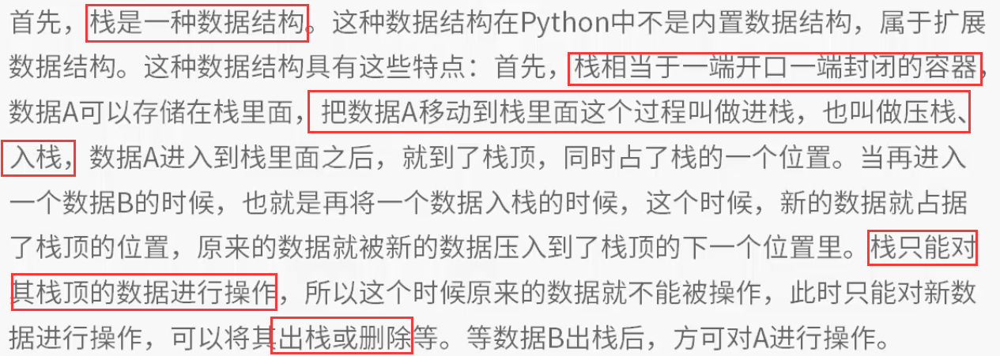 首先，栈是一种数据结构。这种数据结构在Python中不是内置数据结构，属于扩展
数据结构。这种数据结构具有这些特点：首先，栈相当于一端开口一端封闭的容器，
数据A可以存储在栈里面，把数据A移动到栈里面这个过程叫做进栈，也叫做压栈、
入栈，数据A进入到栈里面之后，就到了栈顶，同时占了栈的一个位置。当再进入
一个数据B的时候，也就是再将一个数据入栈的时候，这个时候，新的数据就占据
了栈顶的位置，原来的数据就被新的数据压入到了栈顶的下一个位置里。栈只能对
其栈顶的数据进行操作，所以这个时候原来的数据就不能被操作，此时只能对新数
据进行操作，可以将其出栈或删除等。等数据B出栈后，方可对A进行操作。